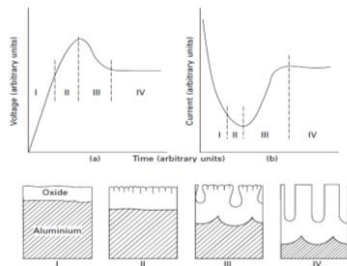 Voltage (arbitrary units)
I
II
III
IV
(a)
Current (arbitrary units)
I
II
III
IV
(b)
Time (arbitrary units)
Oxide
Aluminium
I
II
III
IV